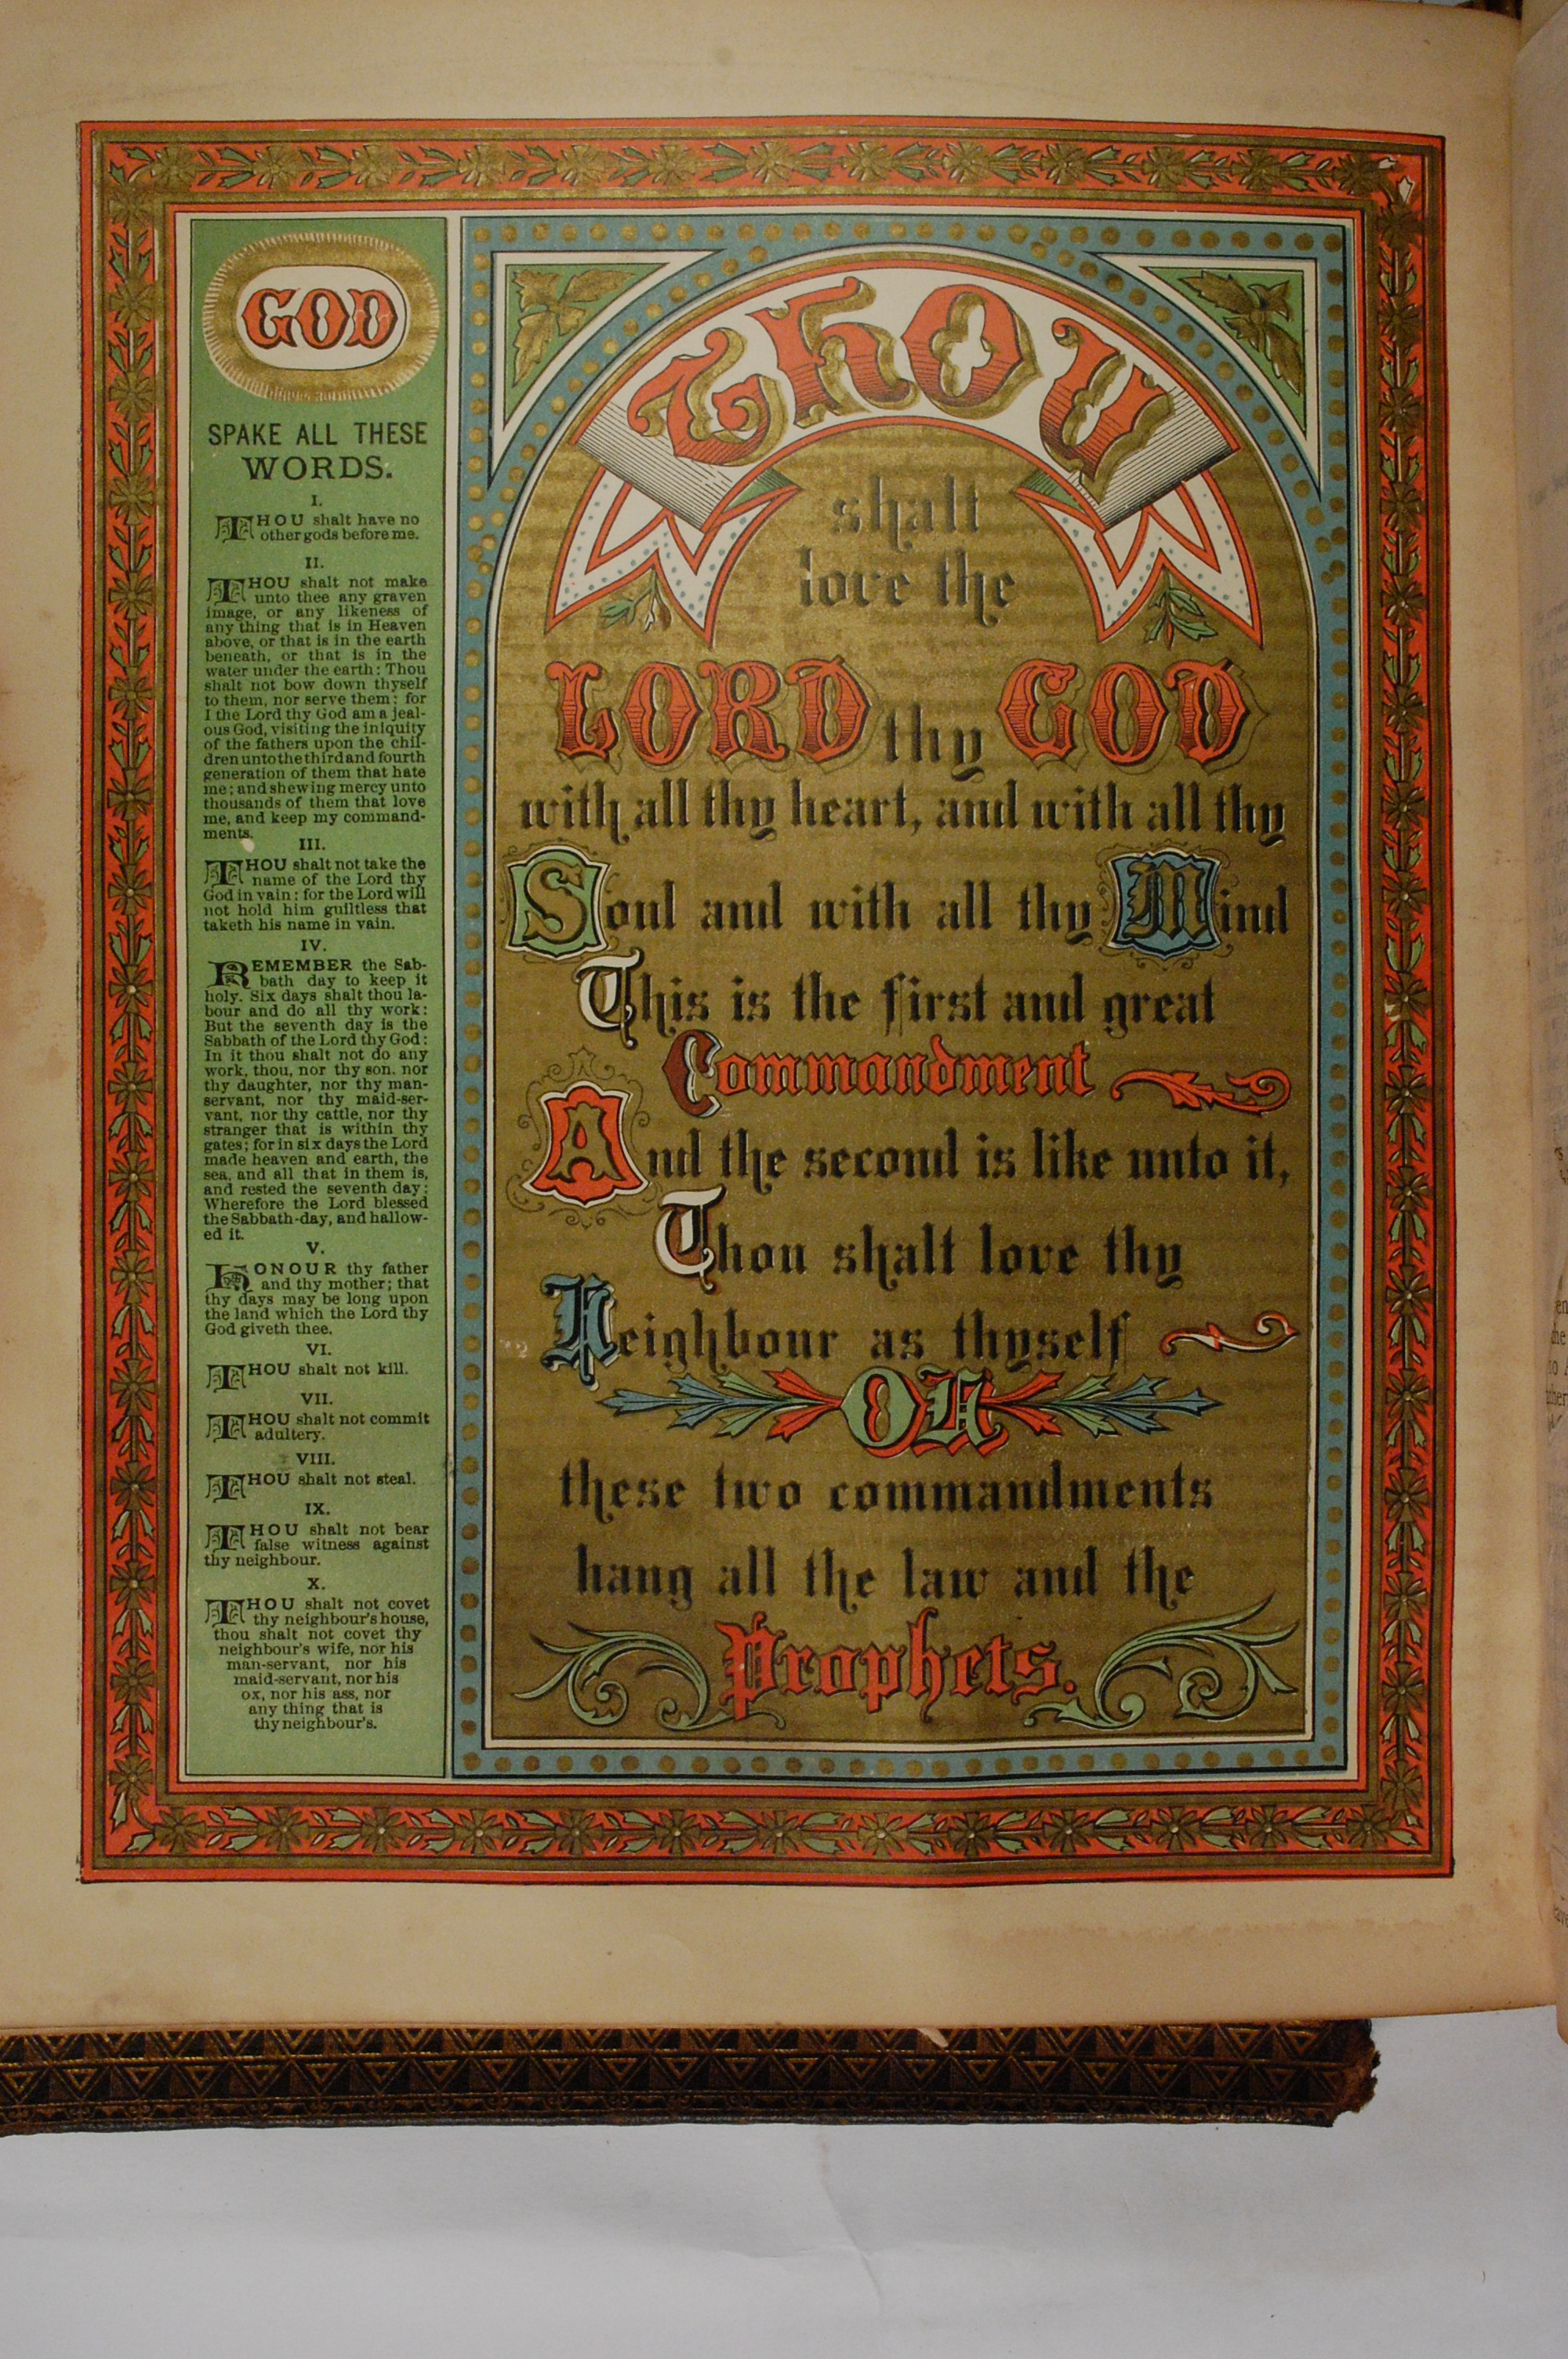 GOD
SPAKE ALL THESE
WORDS.
I.
THOU shalt have no
other gods before me.
II.
THOU shalt not make
unto thee any graven
image, or any likeness of
any thing that is in Heaven
above, or that is in the earth
beneath, or that is in the
water under the earth: Thou
shalt not bow down thyself
to them, nor serve them: for
I the Lord thy God am a jeal-
ous God, visiting the iniquity
of the fathers upon the chil-
dren unto the third and fourth
generation of them that hate
me; and shewing mercy unto
thousands of them that love
me, and keep my command-
ments.
III.
THOU shalt not take the
name of the Lord thy
God in vain: for the Lord will
not hold him guiltless that
taketh his name in vain.
IV.
REMEMBER the Sab-
bath day to keep it
holy. Six days shalt thou la-
bour and do all thy work:
But the seventh day is the
Sabbath of the Lord thy God:
In it thou shalt not do any
work, thou, nor thy son, nor
thy daughter, nor thy man-
servant, nor thy maid-ser-
vant, nor thy cattle, nor thy
stranger that is within thy
gates; for in six days the Lord
made heaven and earth, the
sea, and all that in them is,
and rested the seventh day:
Wherefore the Lord blessed
the Sabbath-day, and hallow-
ed it.
V.
HONOUR thy father
and thy mother; that
thy days may be long upon
the land which the Lord thy
God giveth thee.
VI.
THOU shalt not kill.
VII.
THOU shalt not commit
adultery.
VIII.
THOU shalt not steal.
IX.
THOU shalt not bear
false witness against
thy neighbour.
X.
THOU shalt not covet
thy neighbour's house,
thou shalt not covet thy
neighbour's wife, nor his
man-servant, nor his
maid-servant, nor his
ox, nor his ass, nor
any thing that is
thy neighbour's.
THOU
shalt
love the
LORD thy GOD
with all thy heart, and with all thy
Soul and with all thy Mind
This is the first and great
Commandment
And the second is like unto it,
Thou shalt love thy
Neighbour as thyself
ON
these two commandments
hang all the law and the
Prophets.